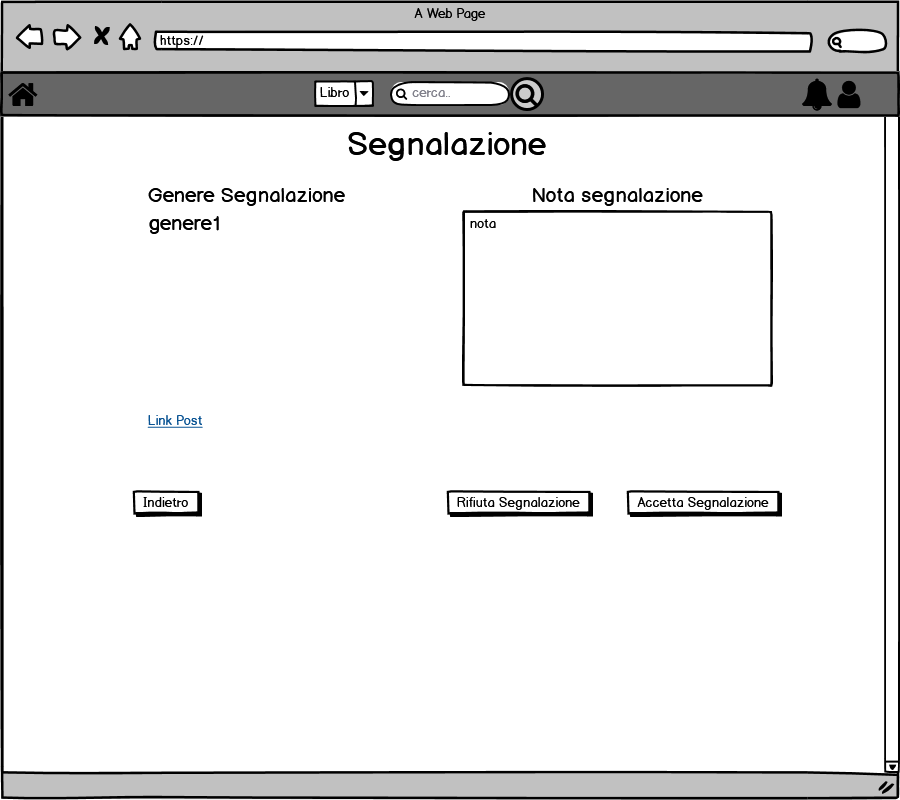 A Web Page
https://
Libro
cerca..
Segnalazione
Genere Segnalazione
genere1
Nota segnalazione
nota
Link Post
Indietro
Rifiuta Segnalazione
Accetta Segnalazione